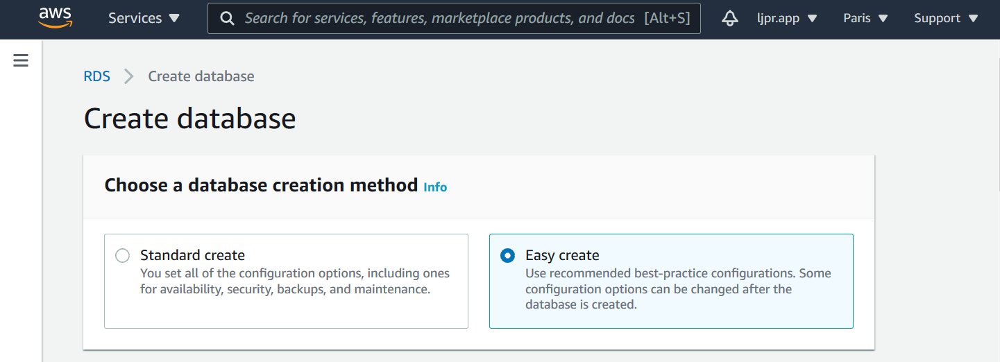 aws Services Search for services, features, marketplace products, and docs [Alt+S] ljpr.app Paris Support
RDS Create database
Create database
Choose a database creation method Info
Standard create
You set all of the configuration options, including ones
for availability, security, backups, and maintenance.
Easy create
Use recommended best-practice configurations. Some
configuration options can be changed after the
database is created.